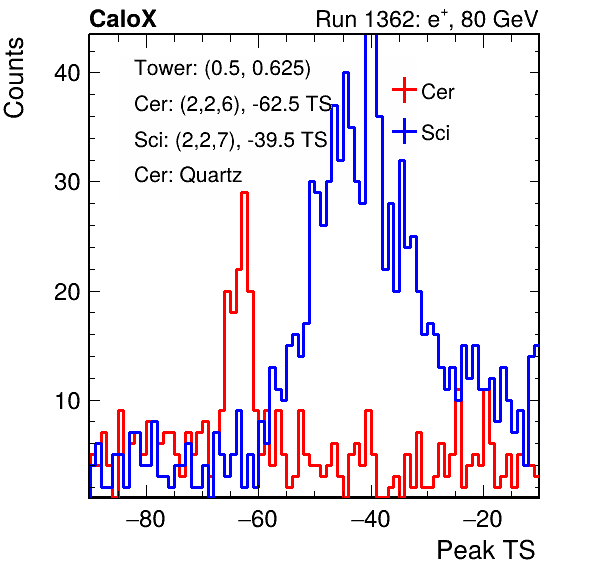 CaloX
Run 1362: e+, 80 GeV
Counts
Tower: (0.5, 0.625)
Cer: (2,2,6), -62.5 TS
Sci: (2,2,7), -39.5 TS
Cer: Quartz
Cer
Sci
40
30
20
10
−80
−60
−40
−20
Peak TS